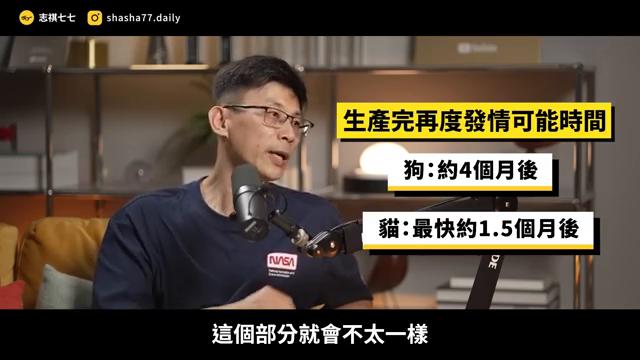 志祺七七
shasha77.daily
生產完再度發情可能時間
狗：約4個月後
貓：最快約1.5個月後
NASA
DE
這個部分就會不太一樣